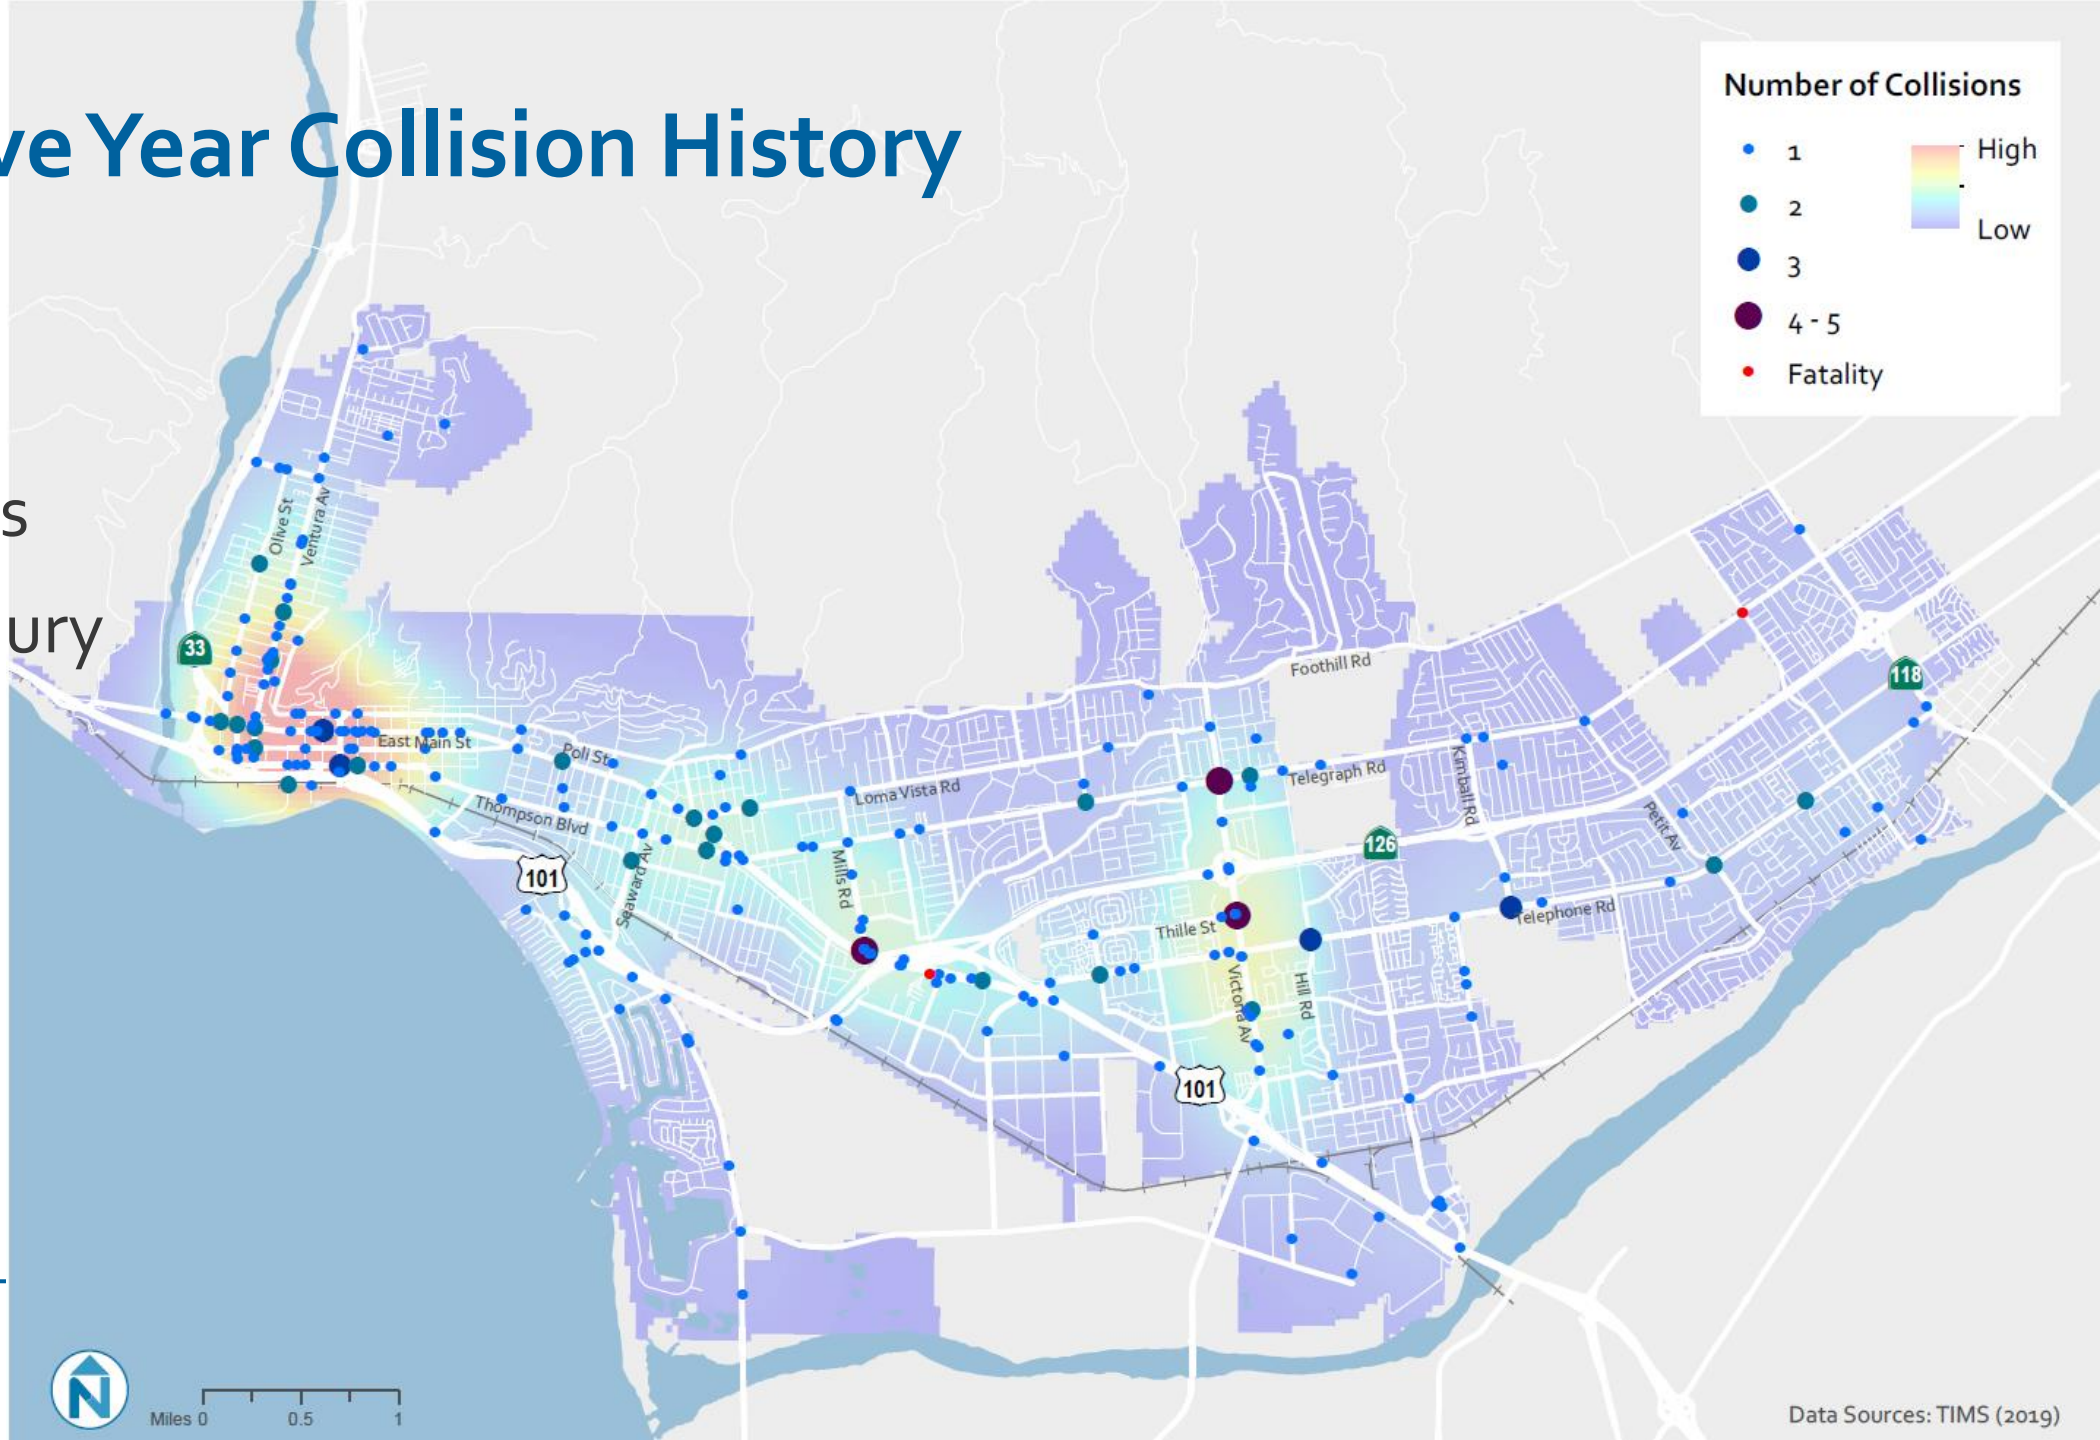 ve Year Collision History
s
ury
Number of Collisions
1
2
3
4 - 5
Fatality
High
Low
Olive St
Ventura Av
33
East Main St
Poli St
Thompson Blvd
101
Seaward Av
Loma Vista Rd
Mills Rd
Foothill Rd
Telegraph Rd
Kimball Rd
126
Petit Av
118
Thille St
Telephone Rd
Victoria Av
Hill Rd
101
N
Miles 0 0.5 1
Data Sources: TIMS (2019)